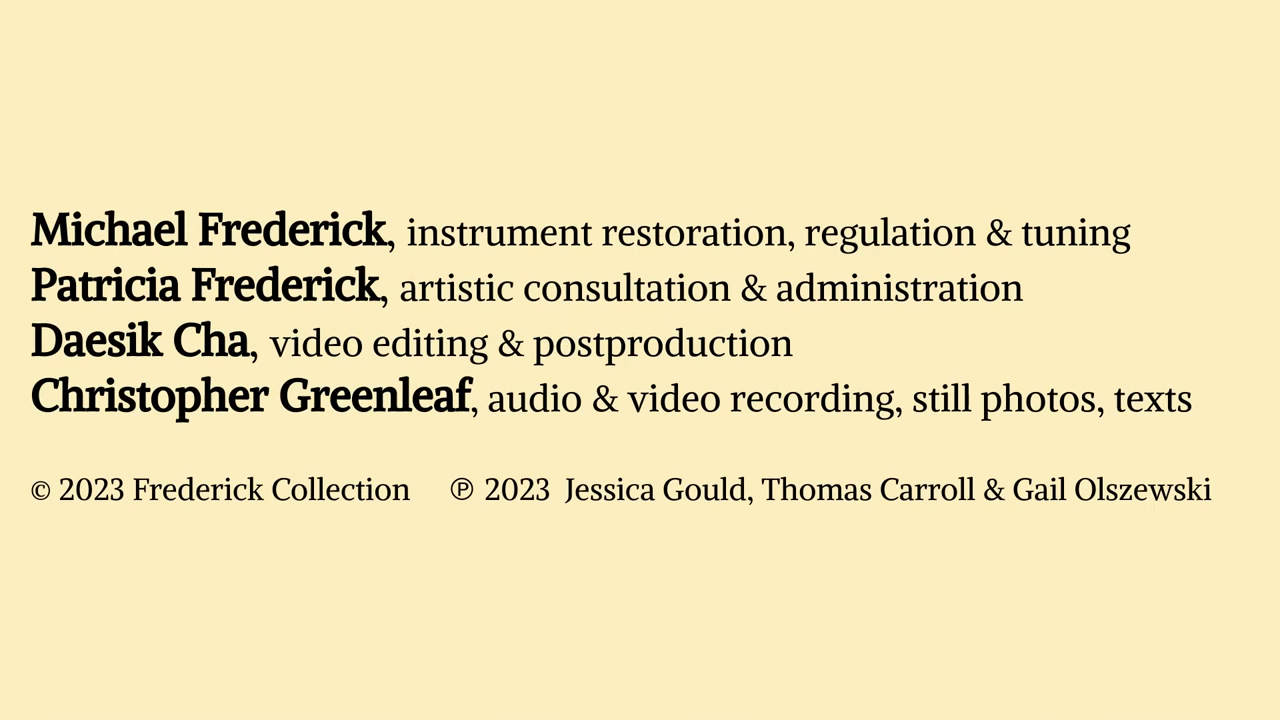 Michael Frederick, instrument restoration, regulation & tuning
Patricia Frederick, artistic consultation & administration
Daesik Cha, video editing & postproduction
Christopher Greenleaf, audio & video recording, still photos, texts
© 2023 Frederick Collection ℗ 2023 Jessica Gould, Thomas Carroll & Gail Olszewski